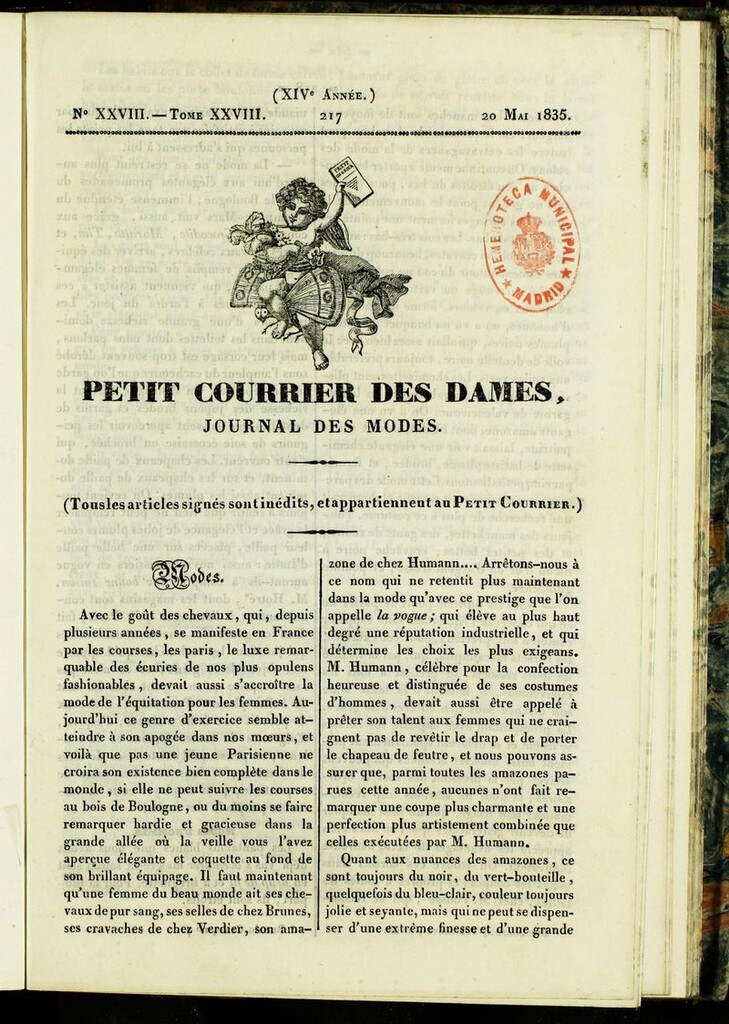 (XIVe Année.)
No XXVIII. — Tome XXVIII. 217 20 Mai 1835.
PETIT COURRIER
HEMEROTECA MUNICIPAL
★ MADRID ★
PETIT COURRIER DES DAMES,
JOURNAL DES MODES.
(Tous les articles signés sont inédits, et appartiennent au Petit Courrier.)
Modes.
Avec le goût des chevaux, qui, depuis
plusieurs années, se manifeste en France
par les courses, les paris, le luxe remar-
quable des écuries de nos plus opulens
fashionables, devait aussi s'accroître la
mode de l'équitation pour les femmes. Au-
jourd'hui ce genre d'exercice semble at-
teindre à son apogée dans nos mœurs, et
voilà que pas une jeune Parisienne ne
croira son existence bien complète dans le
monde, si elle ne peut suivre les courses
au bois de Boulogne, ou du moins se faire
remarquer hardie et gracieuse dans la
grande allée où la veille vous l'avez
aperçue élégante et coquette au fond de
son brillant équipage. Il faut maintenant
qu'une femme du beau monde ait ses che-
vaux de pur sang, ses selles de chez Brunes,
ses cravaches de chez Verdier, son ama-
zone de chez Humann.... Arrêtons-nous à
ce nom qui ne retentit plus maintenant
dans la mode qu'avec ce prestige que l'on
appelle la vogue; qui élève au plus haut
degré une réputation industrielle, et qui
détermine les choix les plus exigeans.
M. Humann, célèbre pour la confection
heureuse et distinguée de ses costumes
d'hommes, devait aussi être appelé à
prêter son talent aux femmes qui ne crai-
gnent pas de revêtir le drap et de porter
le chapeau de feutre, et nous pouvons as-
surer que, parmi toutes les amazones pa-
rues cette année, aucunes n'ont fait re-
marquer une coupe plus charmante et une
perfection plus artistement combinée que
celles exécutées par M. Humann.
Quant aux nuances des amazones, ce
sont toujours du noir, du vert-bouteille,
quelquefois du bleu-clair, couleur toujours
jolie et seyante, mais qui ne peut se dispen-
ser d'une extrême finesse et d'une grande